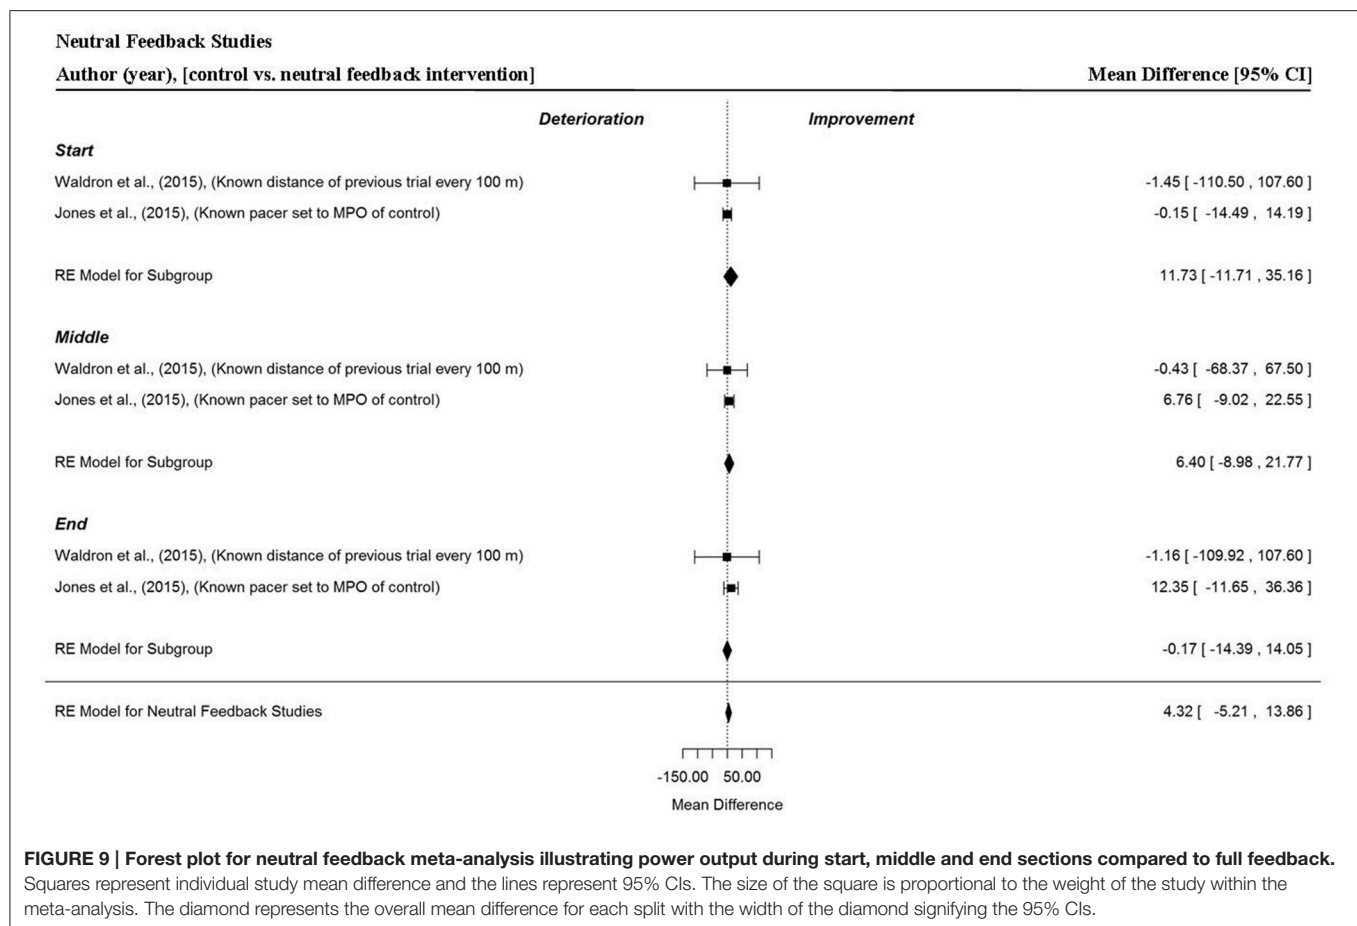 Neutral Feedback Studies
Author (year), [control vs. neutral feedback intervention] Mean Difference [95% CI]
Deterioration Improvement
Start
Waldron et al., (2015), (Known distance of previous trial every 100 m) -1.45 [ -110.50 , 107.60 ]
Jones et al., (2015), (Known pacer set to MPO of control) -0.15 [ -14.49 , 14.19 ]
RE Model for Subgroup 11.73 [ -11.71 , 35.16 ]
Middle
Waldron et al., (2015), (Known distance of previous trial every 100 m) -0.43 [ -68.37 , 67.50 ]
Jones et al., (2015), (Known pacer set to MPO of control) 6.76 [ -9.02 , 22.55 ]
RE Model for Subgroup 6.40 [ -8.98 , 21.77 ]
End
Waldron et al., (2015), (Known distance of previous trial every 100 m) -1.16 [ -109.92 , 107.60 ]
Jones et al., (2015), (Known pacer set to MPO of control) 12.35 [ -11.65 , 36.36 ]
RE Model for Subgroup -0.17 [ -14.39 , 14.05 ]
RE Model for Neutral Feedback Studies 4.32 [ -5.21 , 13.86 ]
-150.00 50.00
Mean Difference
FIGURE 9 | Forest plot for neutral feedback meta-analysis illustrating power output during start, middle and end sections compared to full feedback.
Squares represent individual study mean difference and the lines represent 95% CIs. The size of the square is proportional to the weight of the study within the
meta-analysis. The diamond represents the overall mean difference for each split with the width of the diamond signifying the 95% CIs.